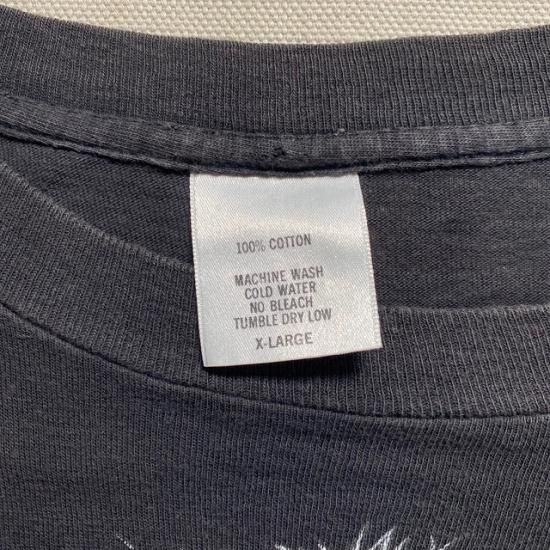 100% COTTON
MACHINE WASH
COLD WATER
NO BLEACH
TUMBLE DRY LOW
X-LARGE